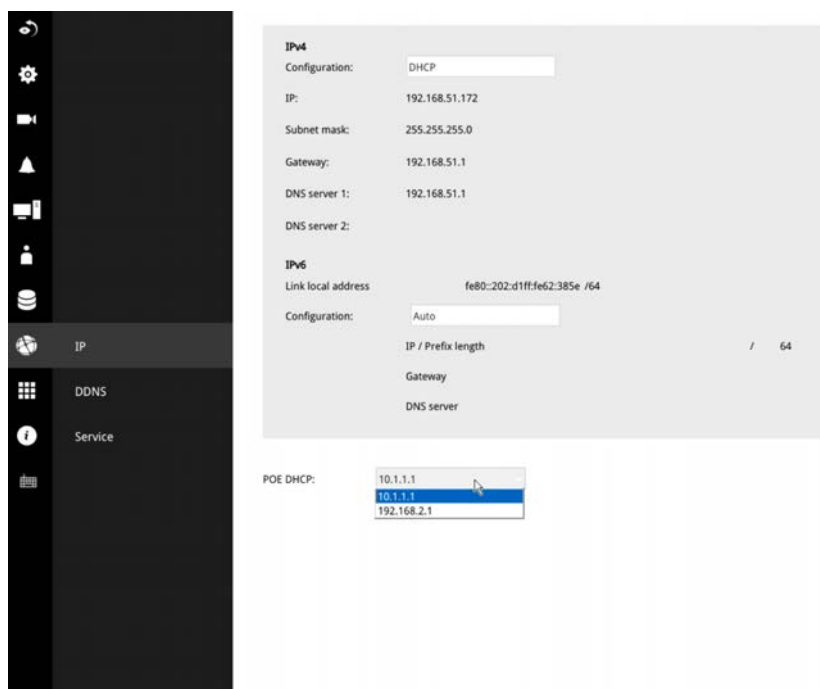 IPv4
Configuration: DHCP
IP: 192.168.51.172
Subnet mask: 255.255.255.0
Gateway: 192.168.51.1
DNS server 1: 192.168.51.1
DNS server 2:
IPv6
Link local address fe80::202:d1ff:fe62:385e /64
Configuration: Auto
IP IP / Prefix length / 64
Gateway
DDNS
DNS server
Service
POE DHCP: 10.1.1.1
10.1.1.1
192.168.2.1